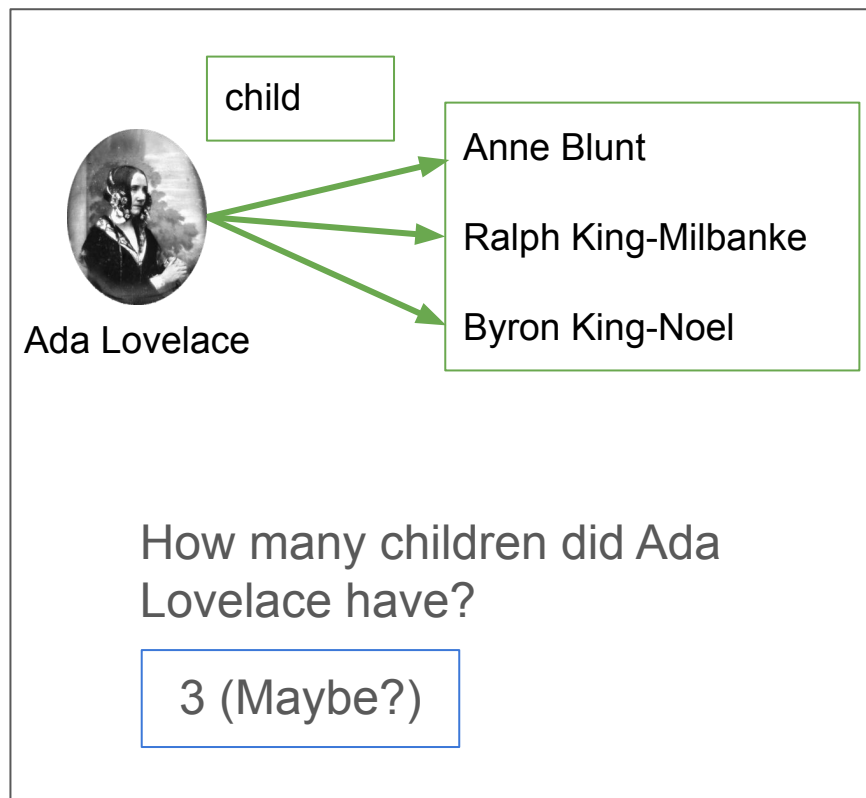 child
Anne Blunt
Ralph King-Milbanke
Byron King-Noel
Ada Lovelace
How many children did Ada
Lovelace have?
3 (Maybe?)